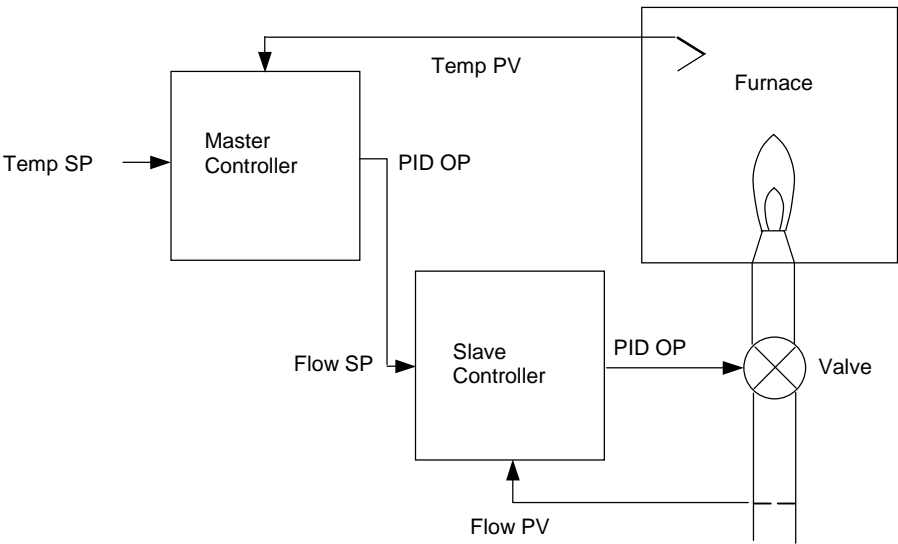 Temp PV
Furnace
Master
Controller
Temp SP
PID OP
Flow SP
Slave
Controller
PID OP
Valve
Flow PV